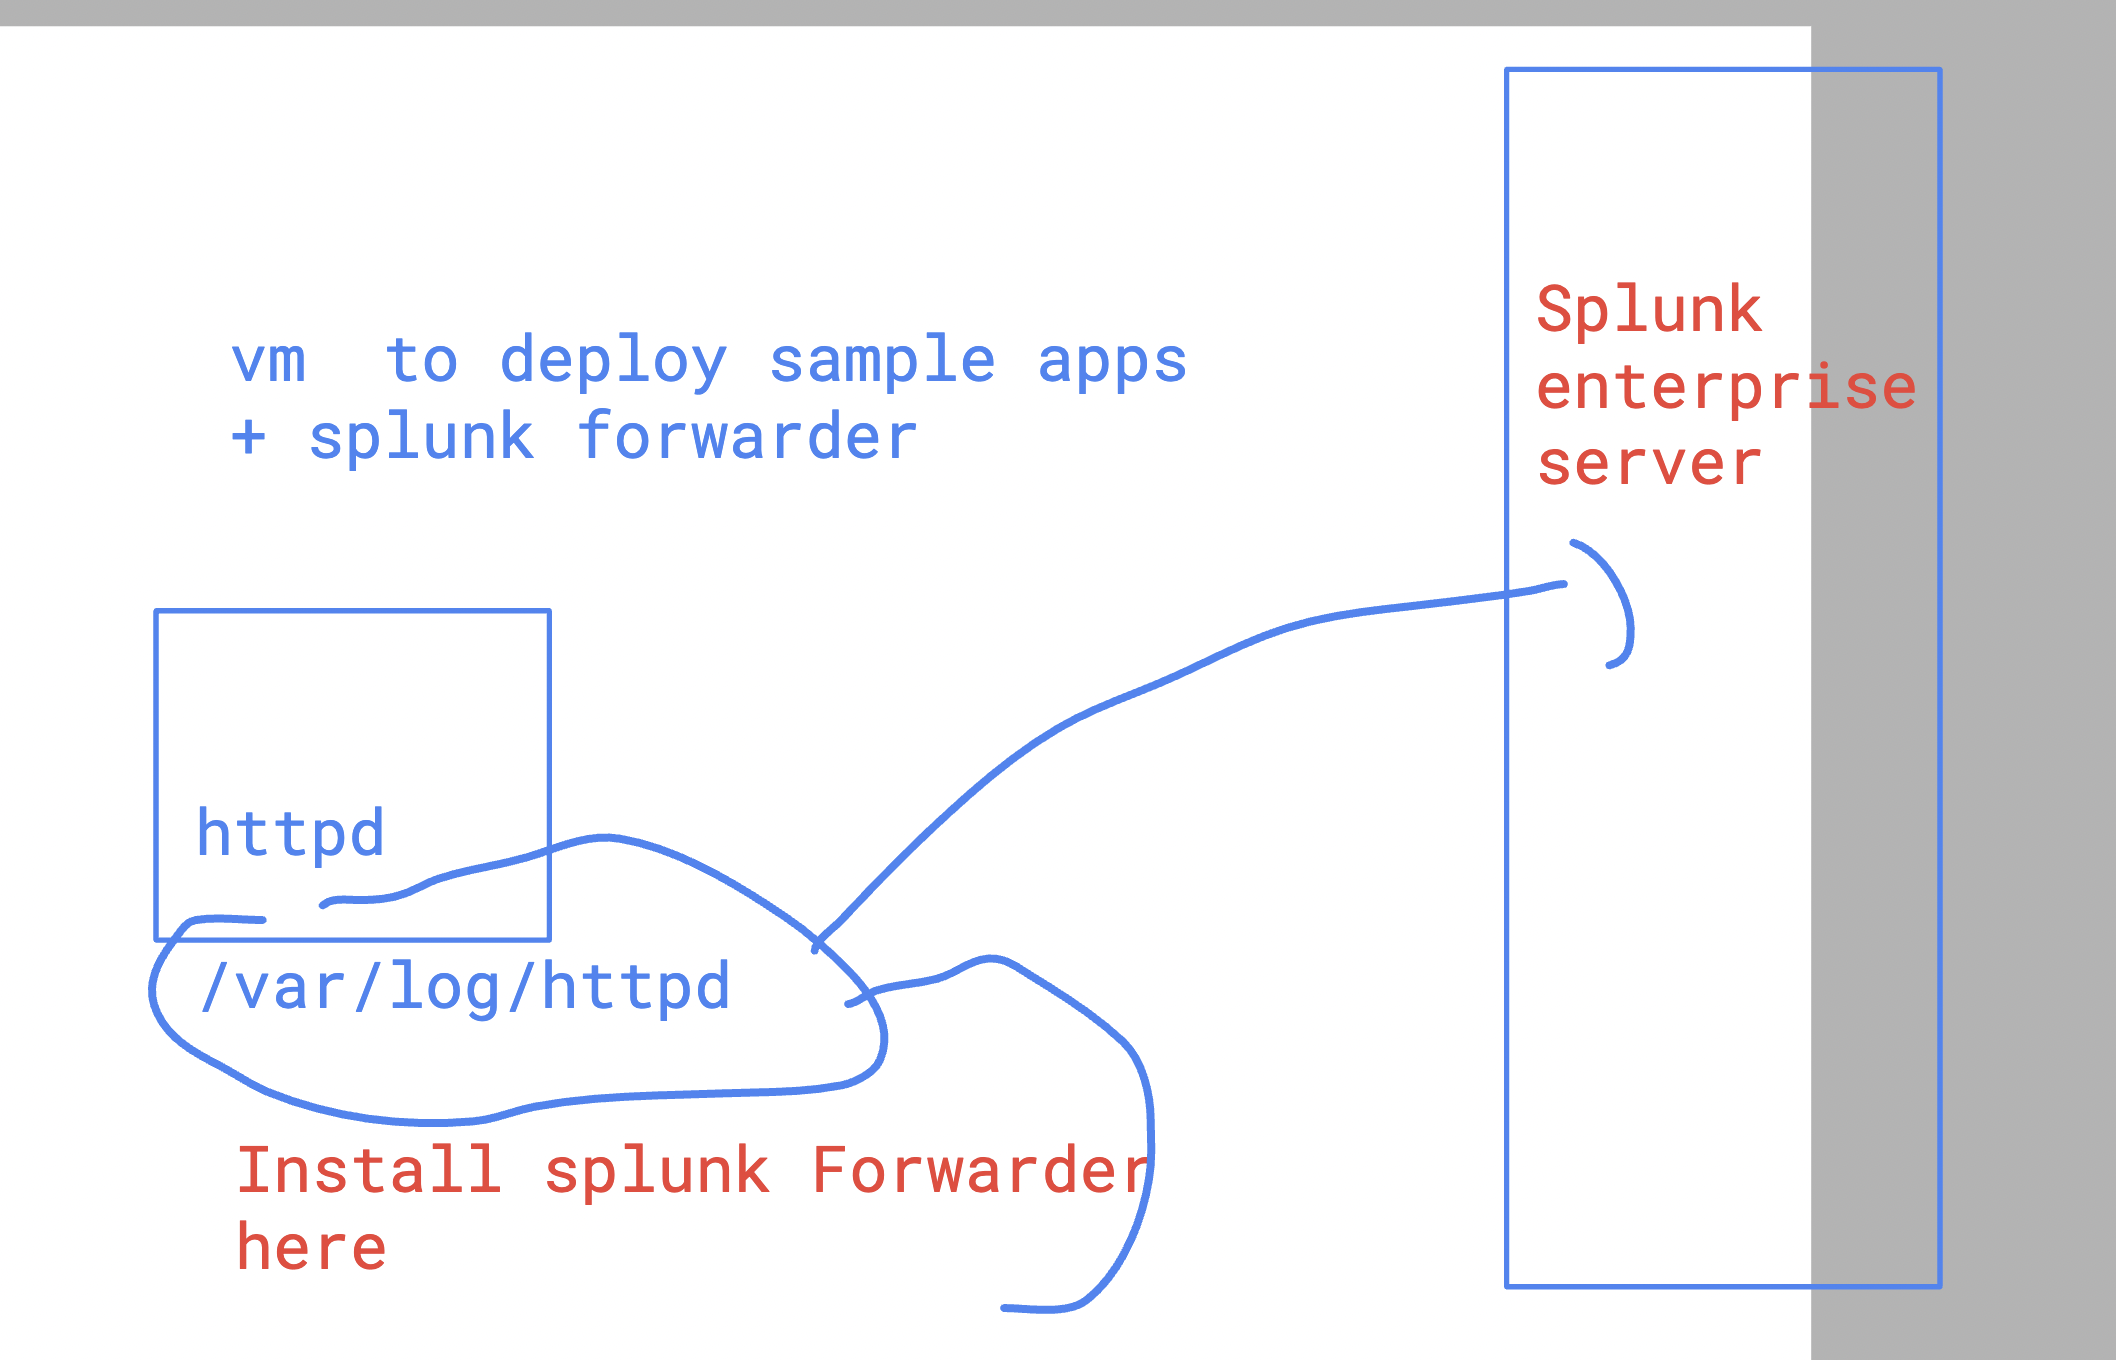 vm  to deploy sample apps
+ splunk forwarder
Splunk
enterprise
server
httpd
/var/log/httpd
Install splunk Forwarder
here